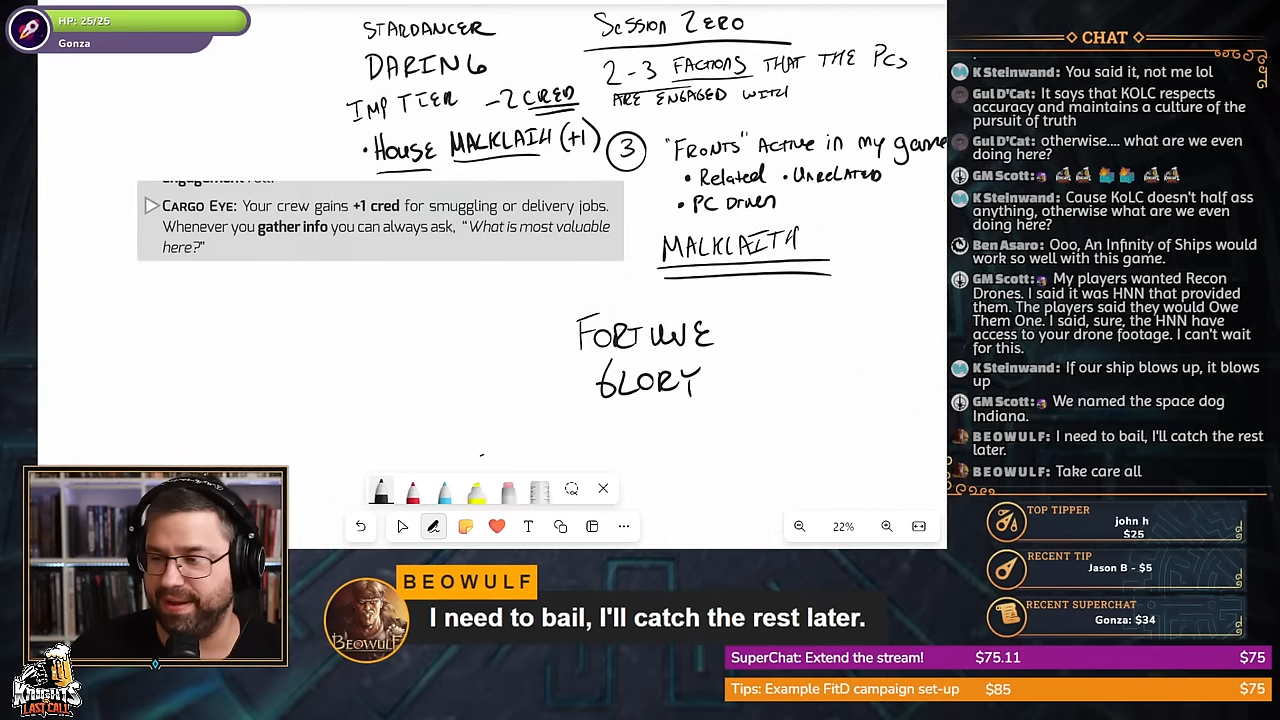 HP: 25/25
Gonza
STARDANCER
DARING
IMP TIER -2 CRED
• HOUSE MALKLAITH (+1)
SESSION ZERO
2-3 FACTIONS THAT THE PCs
ARE ENGAGED WITH
3 "FRONTS" ACTIVE in my game
• Related • UNRELATED
• PC Driven
MALKLAITH
CARGO EYE: Your crew gains +1 cred for smuggling or delivery jobs.
Whenever you gather info you can always ask, "What is most valuable
here?"
FORTUNE
GLORY
22%
CHAT
K Steinwand: You said it, not me lol
Gul D'Cat: It says that KOLC respects
accuracy and maintains a culture of the
pursuit of truth
Gul D'Cat: otherwise.... what are we even
doing here?
GM Scott:
K Steinwand: Cause KoLC doesn't half ass
anything, otherwise what are we even
doing here?
Ben Asaro: Ooo, An Infinity of Ships would
work so well with this game.
GM Scott: My players wanted Recon
Drones. I said it was HNN that provided
them. The players said they would Owe
Them One. I said, sure, the HNN have
access to your drone footage. I can't wait
for this.
K Steinwand: If our ship blows up, it blows
up
GM Scott: We named the space dog
Indiana.
BEOWULF: I need to bail, I'll catch the rest
later.
BEOWULF: Take care all
TOP TIPPER
john h
$25
RECENT TIP
Jason B - $5
RECENT SUPERCHAT
Gonza: $34
BEOWULF
I need to bail, I'll catch the rest later.
BEOWULF
SuperChat: Extend the stream! $75.11 $75
Tips: Example FitD campaign set-up $85 $75
KNIGHTS
LAST CALL